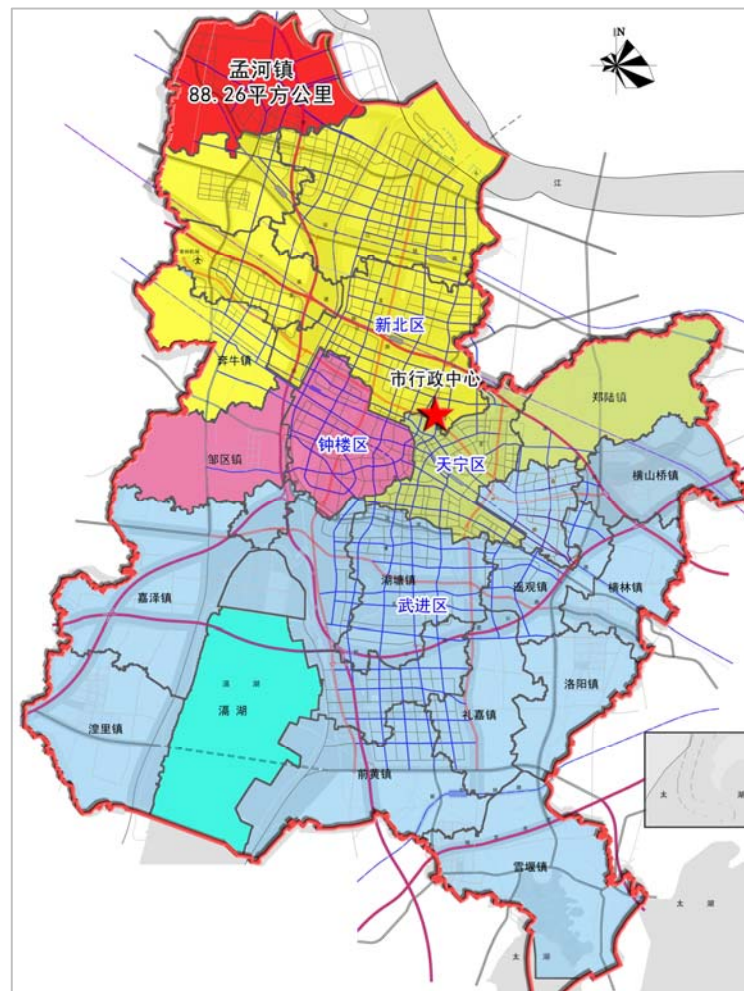 N
孟河镇
88.26平方公里
江
新北区
奔牛镇
市行政中心
郑陆镇
钟楼区
天宁区
邹区镇
横山桥镇
湖塘镇
遥观镇
横林镇
嘉泽镇
武进区
洛阳镇
滆湖
滆湖
礼嘉镇
湟里镇
前黄镇
太
湖
雪堰镇
太湖
太
湖